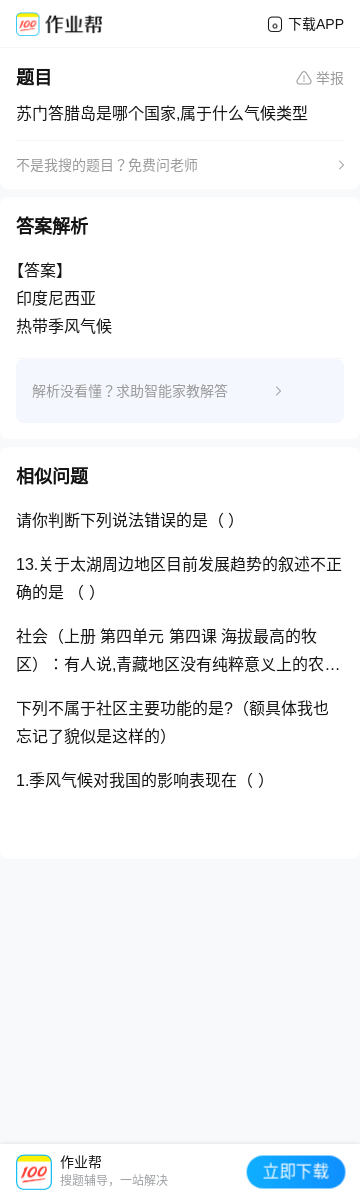 100 作业帮 下载APP
题目 举报
苏门答腊岛是哪个国家,属于什么气候类型
不是我搜的题目？免费问老师
答案解析
【答案】
印度尼西亚
热带季风气候
解析没看懂？求助智能家教解答
相似问题
请你判断下列说法错误的是（ ）
13.关于太湖周边地区目前发展趋势的叙述不正
确的是 （ ）
社会（上册 第四单元 第四课 海拔最高的牧
区）：有人说,青藏地区没有纯粹意义上的农…
下列不属于社区主要功能的是?（额具体我也
忘记了貌似是这样的）
1.季风气候对我国的影响表现在（ ）
100 作业帮
搜题辅导，一站解决
立即下载